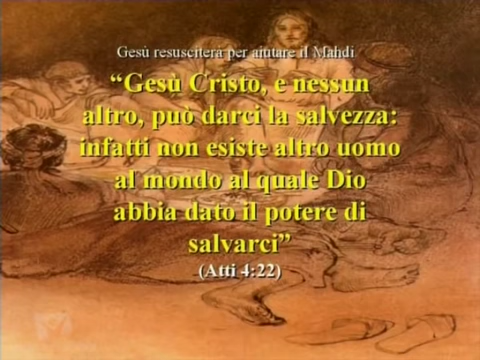 Gesù resusciterà per aiutare il Mahdi
“Gesù Cristo, e nessun
altro, può darci la salvezza:
infatti non esiste altro uomo
al mondo al quale Dio
abbia dato il potere di
salvarci”
(Atti 4:22)